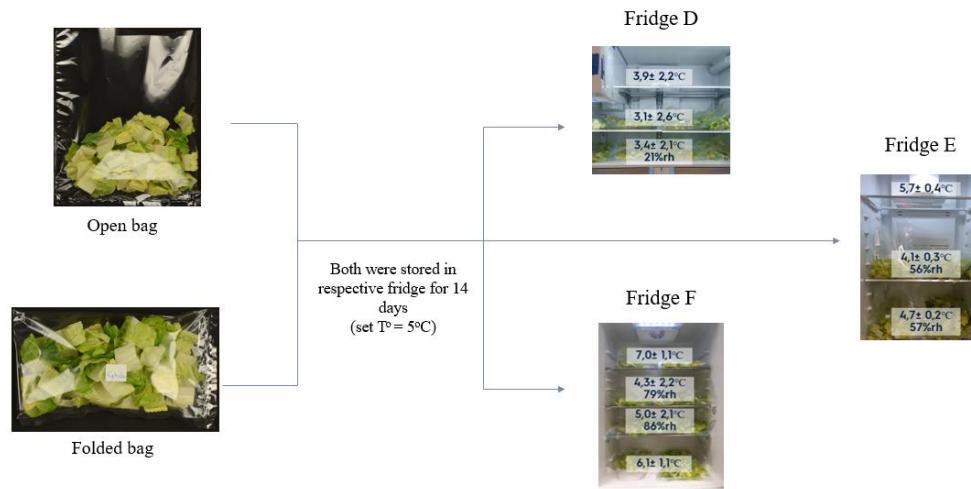 Fridge D
3,9± 2,2°C
3,1± 2,6°C
3,4± 2,1°C
21%rh
Fridge E
5,7± 0,4°C
4,1± 0,3°C
56%rh
4,7± 0,2°C
57%rh
Open bag
Both were stored in
respective fridge for 14
days
(set Tº = 5°C)
Fridge F
7,0± 1,1°C
4,3± 2,2°C
79%rh
5,0± 2,1°C
86%rh
6,1± 1,1°C
Folded bag